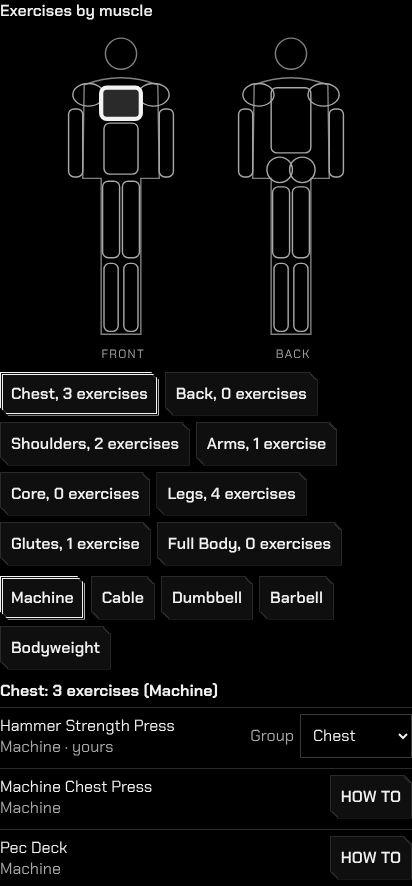 Exercises by muscle
FRONT BACK
Chest, 3 exercises Back, 0 exercises
Shoulders, 2 exercises Arms, 1 exercise
Core, 0 exercises Legs, 4 exercises
Glutes, 1 exercise Full Body, 0 exercises
Machine Cable Dumbbell Barbell
Bodyweight
Chest: 3 exercises (Machine)
Hammer Strength Press
Machine · yours
Group Chest
Machine Chest Press
Machine
HOW TO
Pec Deck
Machine
HOW TO